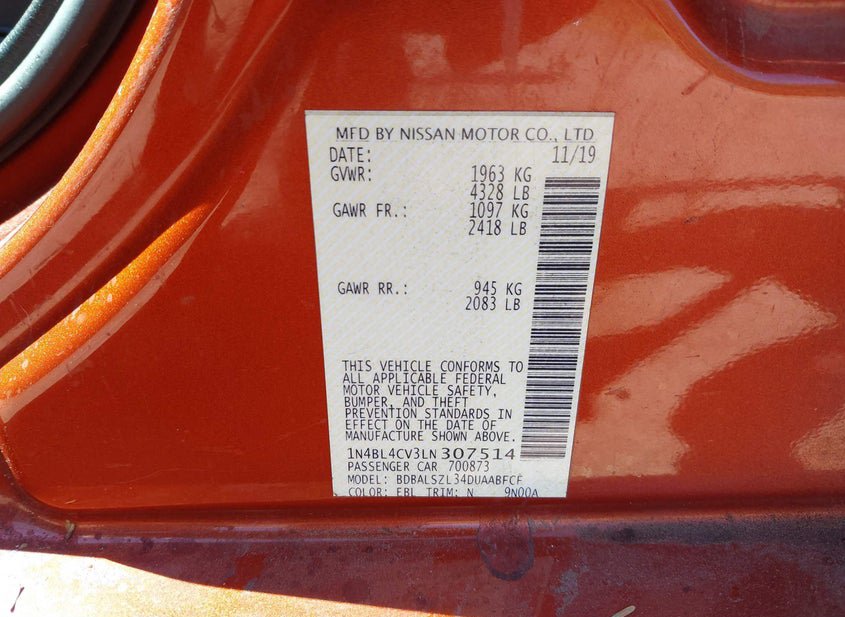 MFD BY NISSAN MOTOR CO., LTD
DATE: 11/19
GVWR: 1963 KG
4328 LB
GAWR FR.: 1097 KG
2418 LB
GAWR RR.: 945 KG
2083 LB
THIS VEHICLE CONFORMS TO
ALL APPLICABLE FEDERAL
MOTOR VEHICLE SAFETY,
BUMPER, AND THEFT
PREVENTION STANDARDS IN
EFFECT ON THE DATE OF
MANUFACTURE SHOWN ABOVE.
1N4BL4CV3LN307514
PASSENGER CAR 700873
MODEL: BDBALSZL34DUAABFCF
COLOR: EBL TRIM: N 9N00A